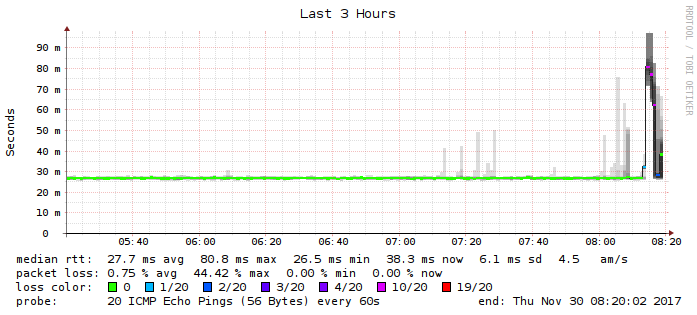 Last 3 Hours
RRDTOOL / TOBI OETIKER
Seconds
90 m
80 m
70 m
60 m
50 m
40 m
30 m
20 m
10 m
0
05:40 06:00 06:20 06:40 07:00 07:20 07:40 08:00 08:20
median rtt: 27.7 ms avg 80.8 ms max 26.5 ms min 38.3 ms now 6.1 ms sd 4.5 am/s
packet loss: 0.75 % avg 44.42 % max 0.00 % min 0.00 % now
loss color: 0 1/20 2/20 3/20 4/20 10/20 19/20
probe: 20 ICMP Echo Pings (56 Bytes) every 60s end: Thu Nov 30 08:20:02 2017